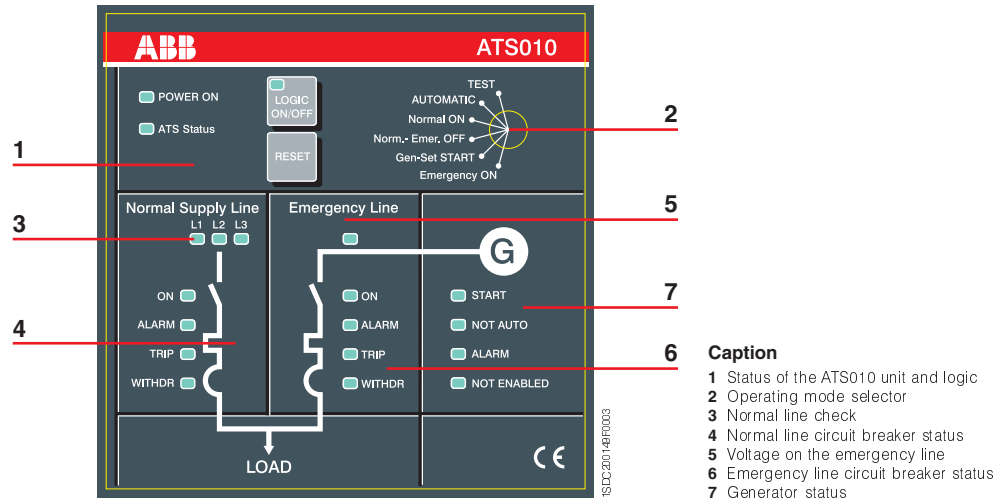 ABB ATS010
POWER ON
ATS Status
LOGIC
ON/OFF
RESET
TEST
AUTOMATIC
Normal ON
Norm.- Emer. OFF
Gen-Set START
Emergency ON
1
2
Normal Supply Line
L1 L2 L3
Emergency Line
3
5
G
ON
ALARM
TRIP
WITHDR
4
ON
ALARM
TRIP
WITHDR
START
NOT AUTO
ALARM
NOT ENABLED
7
6
LOAD
CE
1SDC200149F0003
Caption
1 Status of the ATS010 unit and logic
2 Operating mode selector
3 Normal line check
4 Normal line circuit breaker status
5 Voltage on the emergency line
6 Emergency line circuit breaker status
7 Generator status